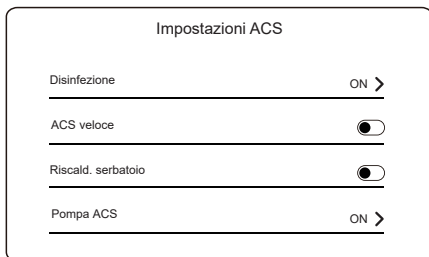 Impostazioni ACS
Disinfezione ON
ACS veloce
Riscald. serbatoio
Pompa ACS ON